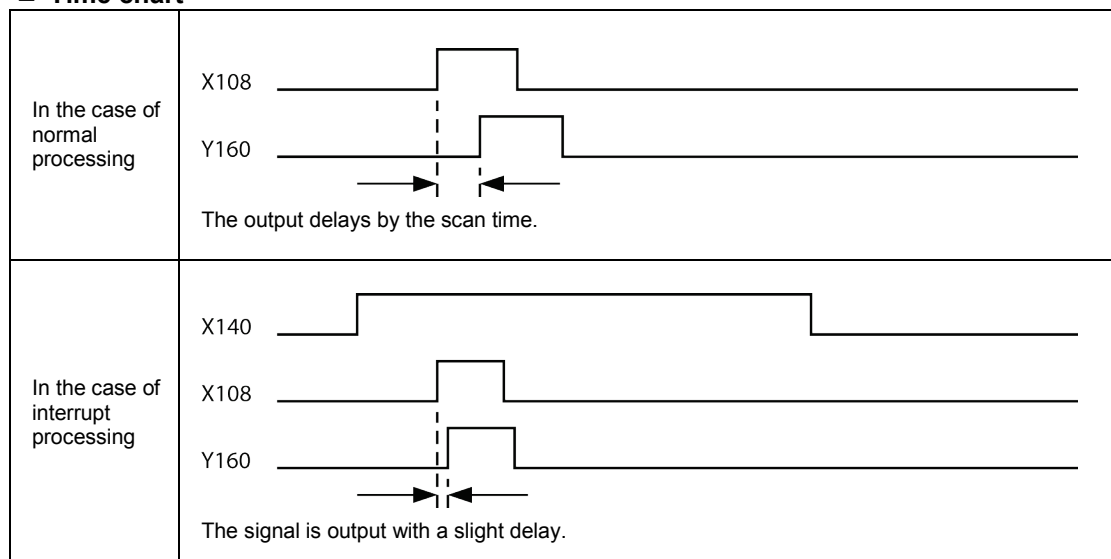 Time chart
In the case of
normal
processing
X108
Y160
The output delays by the scan time.
In the case of
interrupt
processing
X140
X108
Y160
The signal is output with a slight delay.